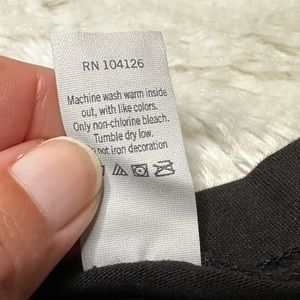 RN 104126
Machine wash warm inside
out, with like colors.
Only non-chlorine bleach.
Tumble dry low.
not iron decoration